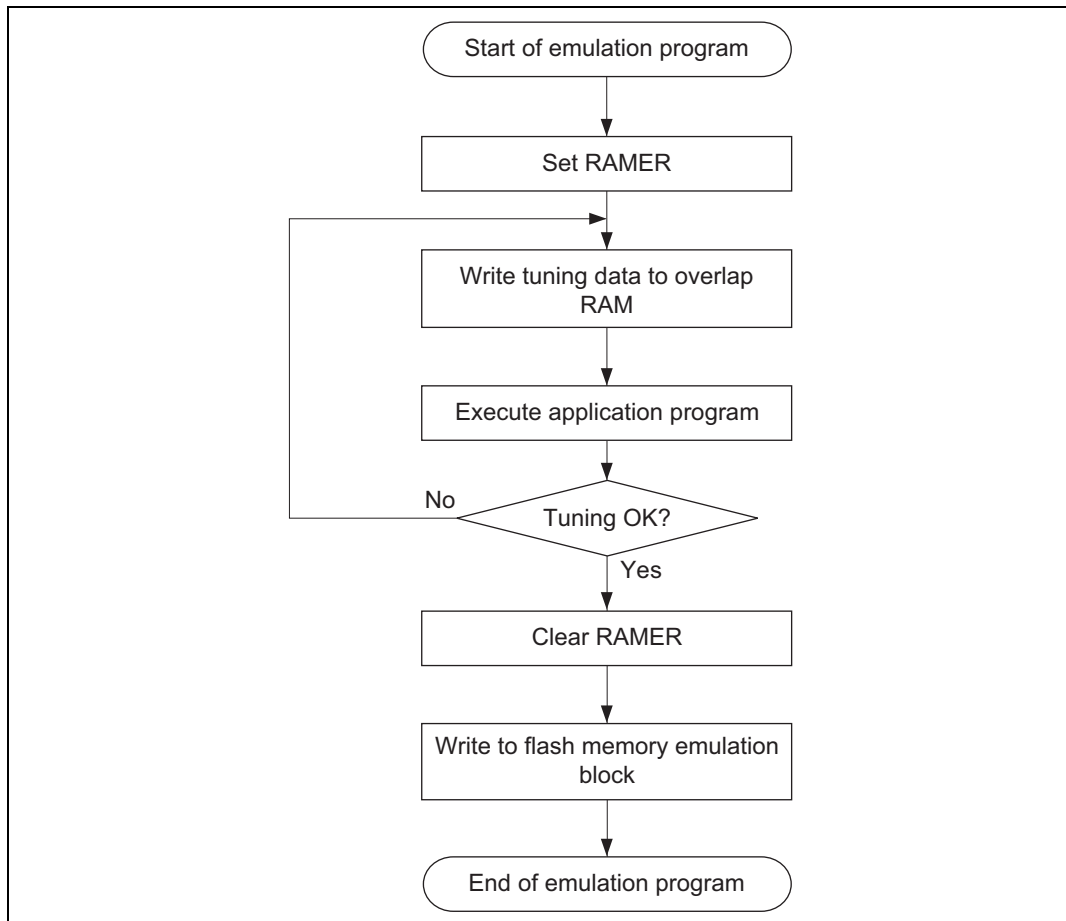 Start of emulation program
Set RAMER
Write tuning data to overlap
RAM
Execute application program
No
Tuning OK?
Yes
Clear RAMER
Write to flash memory emulation
block
End of emulation program